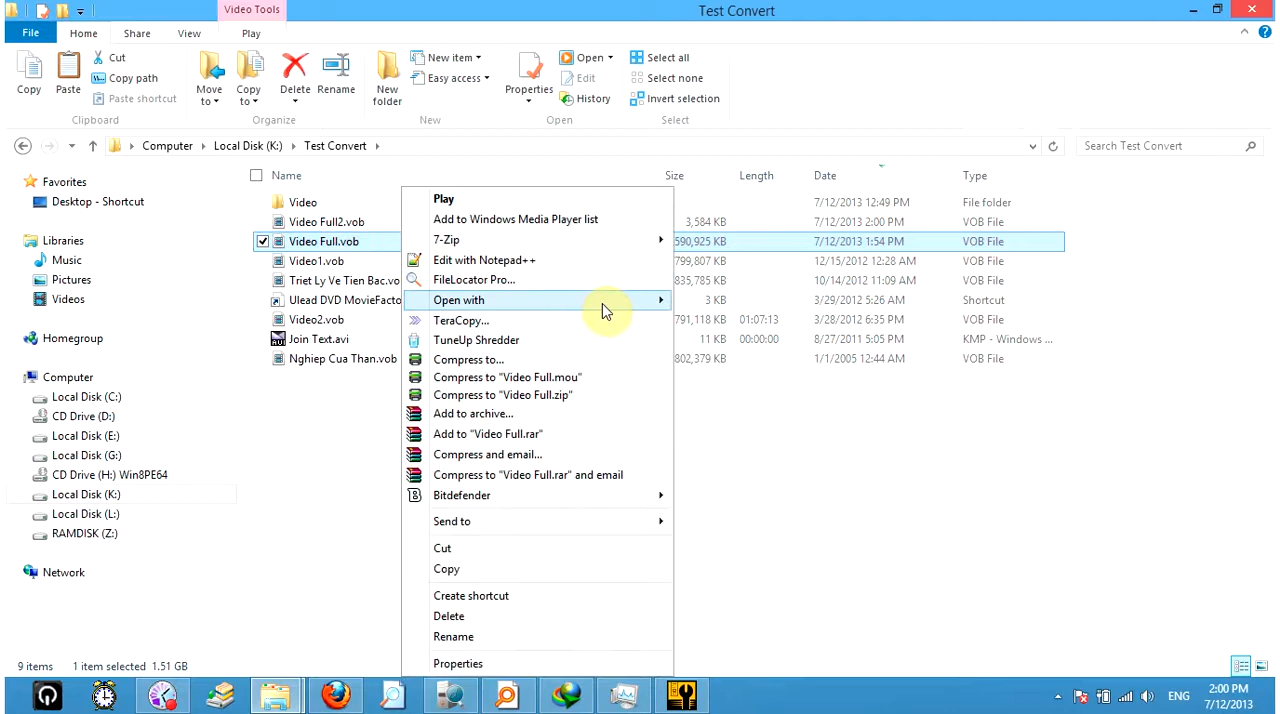 Video Tools
Test Convert
File
Home
Share
View
Play
Copy
Paste
Cut
Copy path
Paste shortcut
Clipboard
Move to
Copy to
Delete
Rename
Organize
New folder
New item
Easy access
New
Properties
Open
Edit
History
Open
Select all
Select none
Invert selection
Select
Computer
Local Disk (K:)
Test Convert
Search Test Convert
Name
Size
Length
Date
Type
Favorites
Desktop - Shortcut
Libraries
Music
Pictures
Videos
Homegroup
Computer
Local Disk (C:)
CD Drive (D:)
Local Disk (E:)
Local Disk (G:)
CD Drive (H:) Win8PE64
Local Disk (K:)
Local Disk (L:)
RAMDISK (Z:)
Network
Video 7/12/2013 12:49 PM File folder
Video Full2.vob 3,584 KB 7/12/2013 2:00 PM VOB File
Video Full.vob 590,925 KB 7/12/2013 1:54 PM VOB File
Video1.vob 799,807 KB 12/15/2012 12:28 AM VOB File
Triet Ly Ve Tien Bac.vo 835,785 KB 10/14/2012 11:09 AM VOB File
Ulead DVD MovieFacto 3 KB 3/29/2012 5:26 AM Shortcut
Video2.vob 791,118 KB 01:07:13 3/28/2012 6:35 PM VOB File
Join Text.avi 11 KB 00:00:00 8/27/2011 5:05 PM KMP - Windows ...
Nghiep Cua Than.vob 802,379 KB 1/1/2005 12:44 AM VOB File
Play
Add to Windows Media Player list
7-Zip
Edit with Notepad++
FileLocator Pro...
Open with
TeraCopy...
TuneUp Shredder
Compress to...
Compress to "Video Full.mou"
Compress to "Video Full.zip"
Add to archive...
Add to "Video Full.rar"
Compress and email...
Compress to "Video Full.rar" and email
Bitdefender
Send to
Cut
Copy
Create shortcut
Delete
Rename
Properties
9 items 1 item selected 1.51 GB
ENG
2:00 PM
7/12/2013